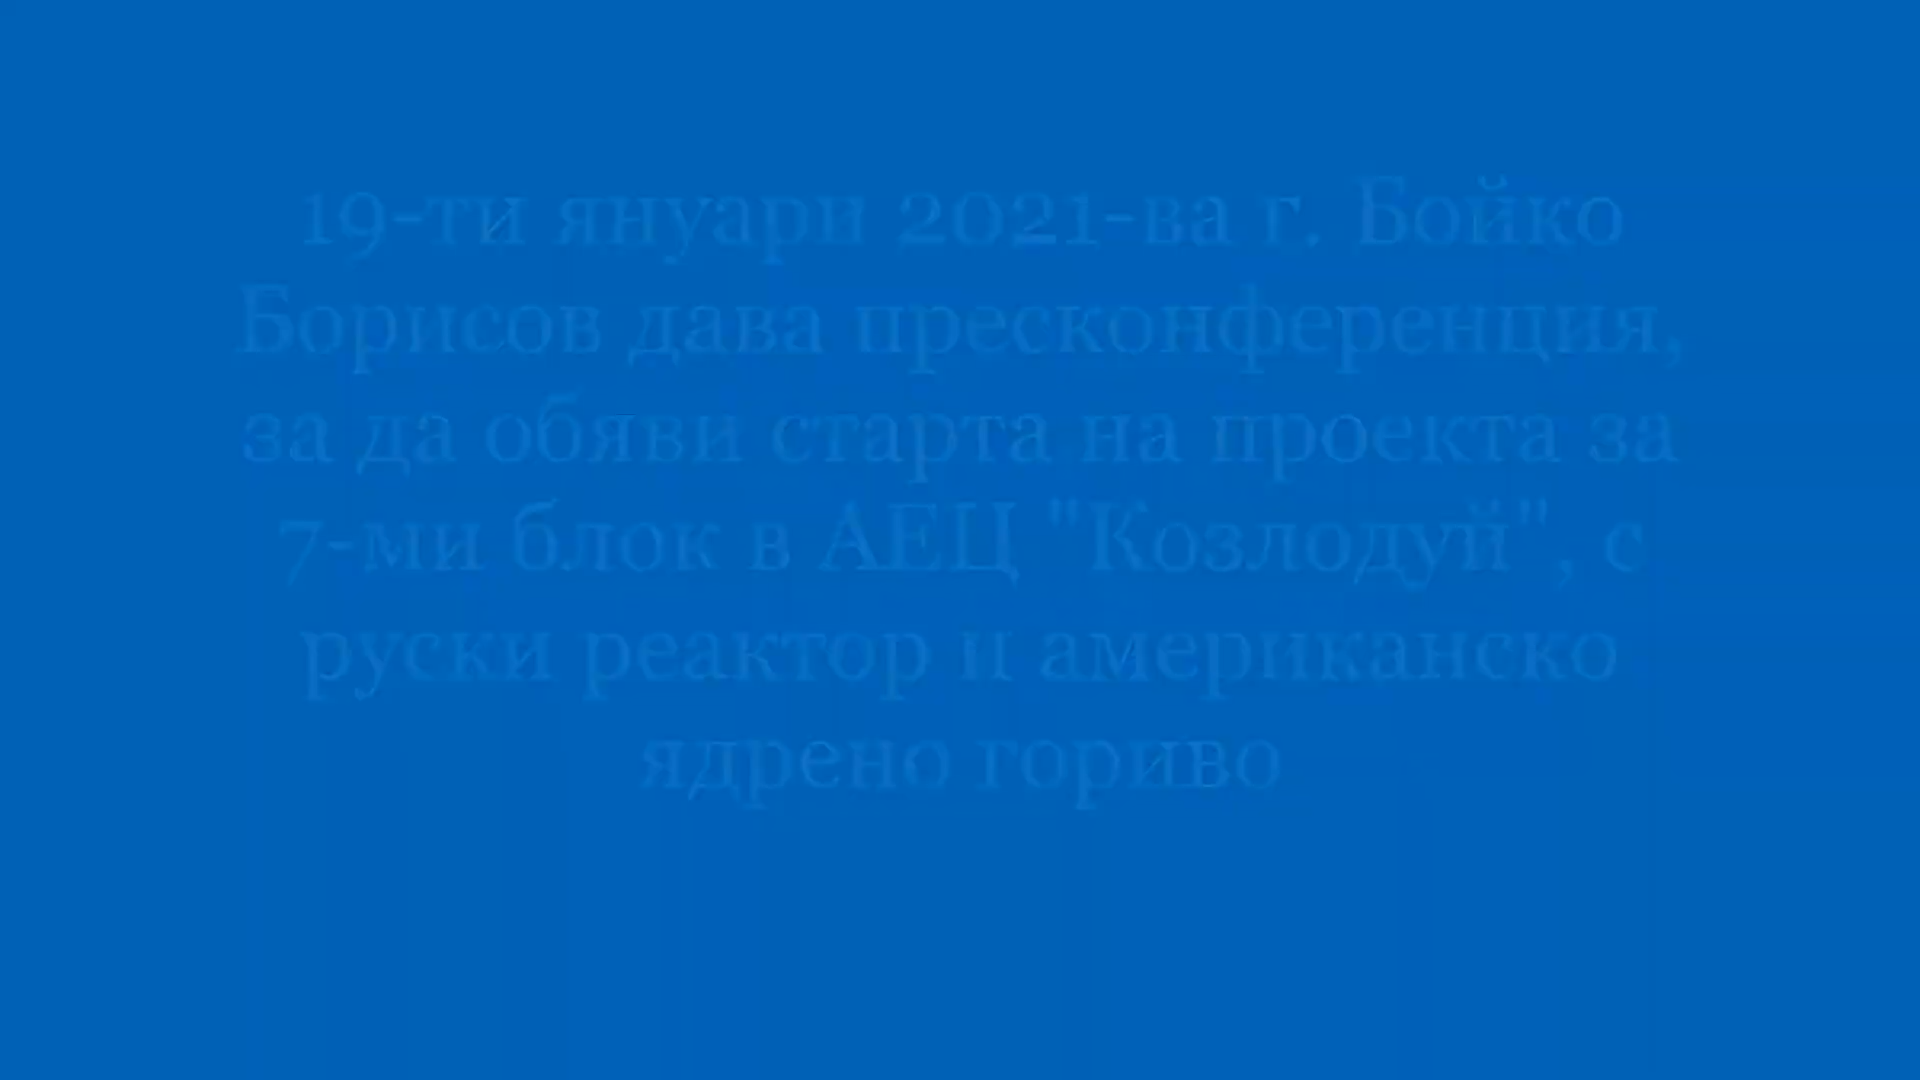 19-ти януари 2021-ва г. Бойко
Борисов дава пресконференция,
за да обяви старта на проекта за
7-ми блок в АЕЦ "Козлодуй", с
руски реактор и американско
ядрено гориво